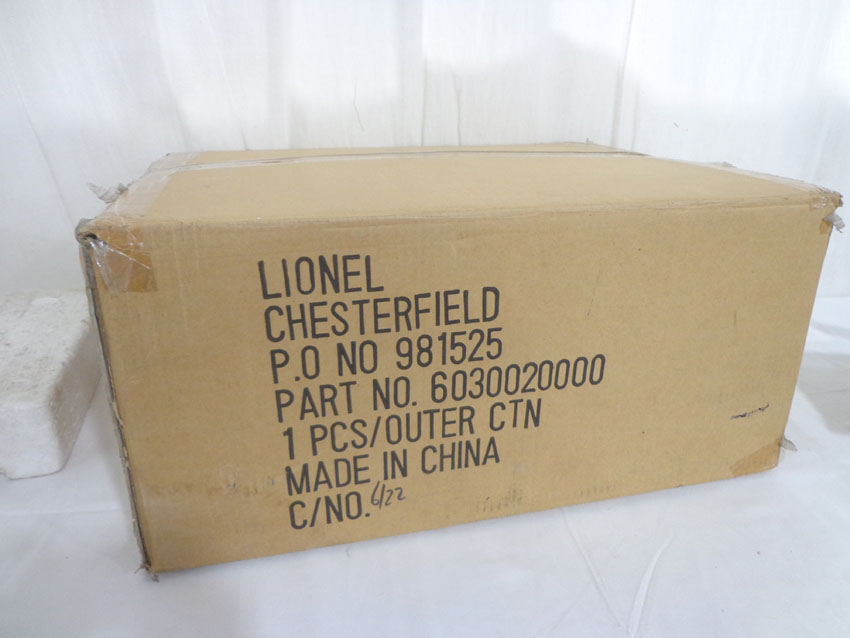 LIONEL
CHESTERFIELD
P.O NO 981525
PART NO. 6030020000
1 PCS/OUTER CTN
MADE IN CHINA
C/NO. 6/22